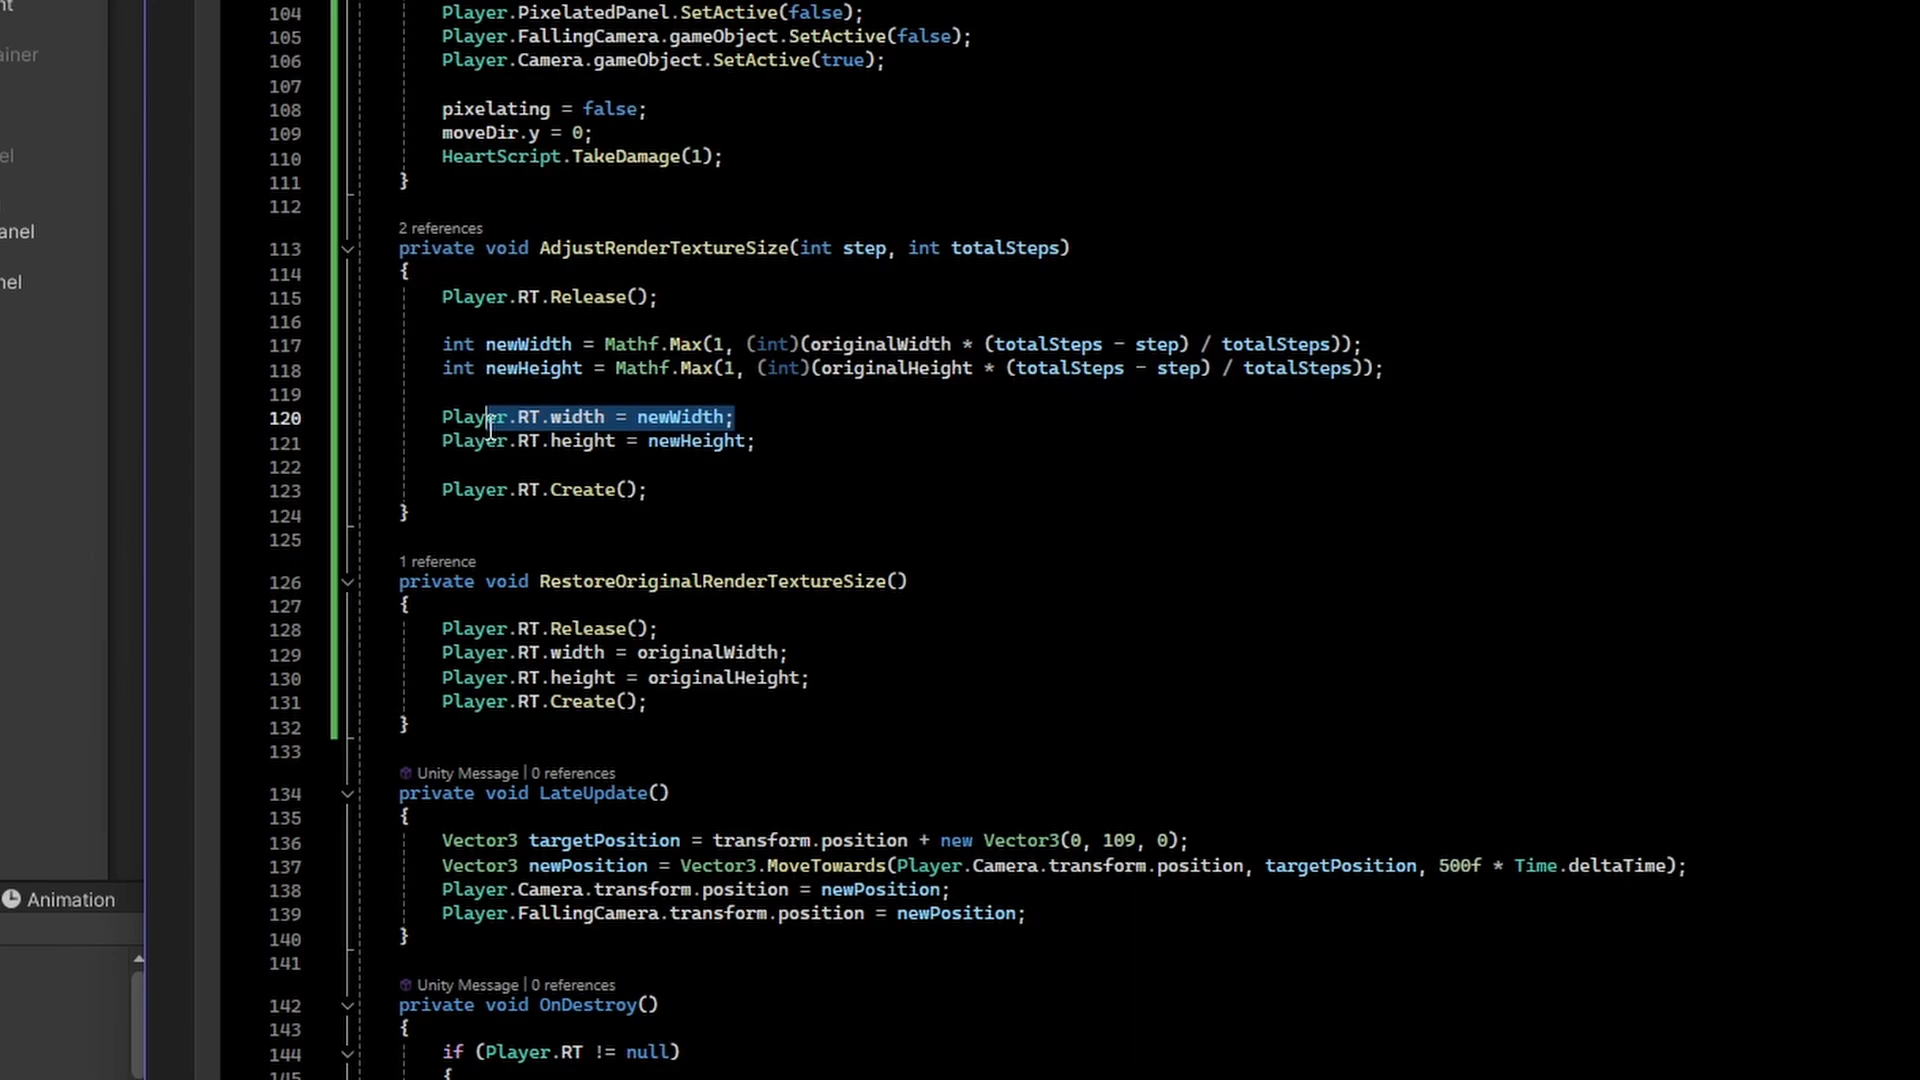 nt
ainer
el
anel
nel
Animation
104 Player.PixelatedPanel.SetActive(false);
105 Player.FallingCamera.gameObject.SetActive(false);
106 Player.Camera.gameObject.SetActive(true);
107
108 pixelating = false;
109 moveDir.y = 0;
110 HeartScript.TakeDamage(1);
111 }
112
2 references
113 private void AdjustRenderTextureSize(int step, int totalSteps)
114 {
115 Player.RT.Release();
116
117 int newWidth = Mathf.Max(1, (int)(originalWidth * (totalSteps - step) / totalSteps));
118 int newHeight = Mathf.Max(1, (int)(originalHeight * (totalSteps - step) / totalSteps));
119
120 Player.RT.width = newWidth;
121 Player.RT.height = newHeight;
122
123 Player.RT.Create();
124 }
125
1 reference
126 private void RestoreOriginalRenderTextureSize()
127 {
128 Player.RT.Release();
129 Player.RT.width = originalWidth;
130 Player.RT.height = originalHeight;
131 Player.RT.Create();
132 }
133
Unity Message | 0 references
134 private void LateUpdate()
135 {
136 Vector3 targetPosition = transform.position + new Vector3(0, 109, 0);
137 Vector3 newPosition = Vector3.MoveTowards(Player.Camera.transform.position, targetPosition, 500f * Time.deltaTime);
138 Player.Camera.transform.position = newPosition;
139 Player.FallingCamera.transform.position = newPosition;
140 }
141
Unity Message | 0 references
142 private void OnDestroy()
143 {
144 if (Player.RT != null)
145 {